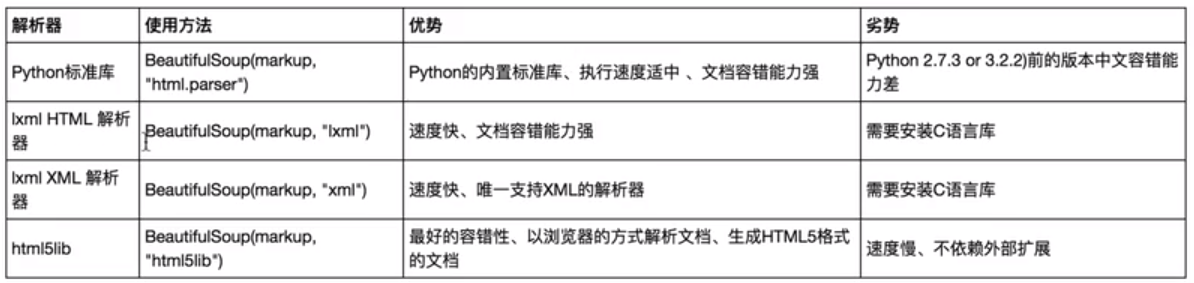 解析器 使用方法 优势 劣势
Python标准库 BeautifulSoup(markup, "html.parser") Python的内置标准库、执行速度适中 、文档容错能力强 Python 2.7.3 or 3.2.2)前的版本中文容错能力差
lxml HTML 解析器 BeautifulSoup(markup, "lxml") 速度快、文档容错能力强 需要安装C语言库
lxml XML 解析器 BeautifulSoup(markup, "xml") 速度快、唯一支持XML的解析器 需要安装C语言库
html5lib BeautifulSoup(markup, "html5lib") 最好的容错性、以浏览器的方式解析文档、生成HTML5格式的文档 速度慢、不依赖外部扩展